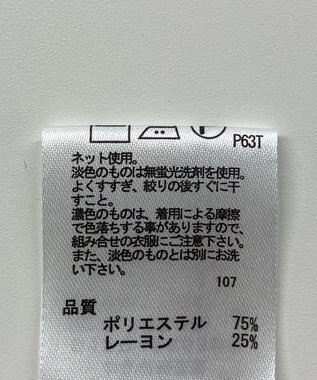 P63T
ネット使用。
淡色のものは無蛍光洗剤を使用。
よくすすぎ、絞りの後すぐに干
すこと。
濃色のものは、着用による摩擦
で色落ちする事がありますので、
組み合せの衣服にご注意下さい。
また、淡色のものとは別にお洗
い下さい。
107
品質
ポリエステル 75%
レーヨン 25%